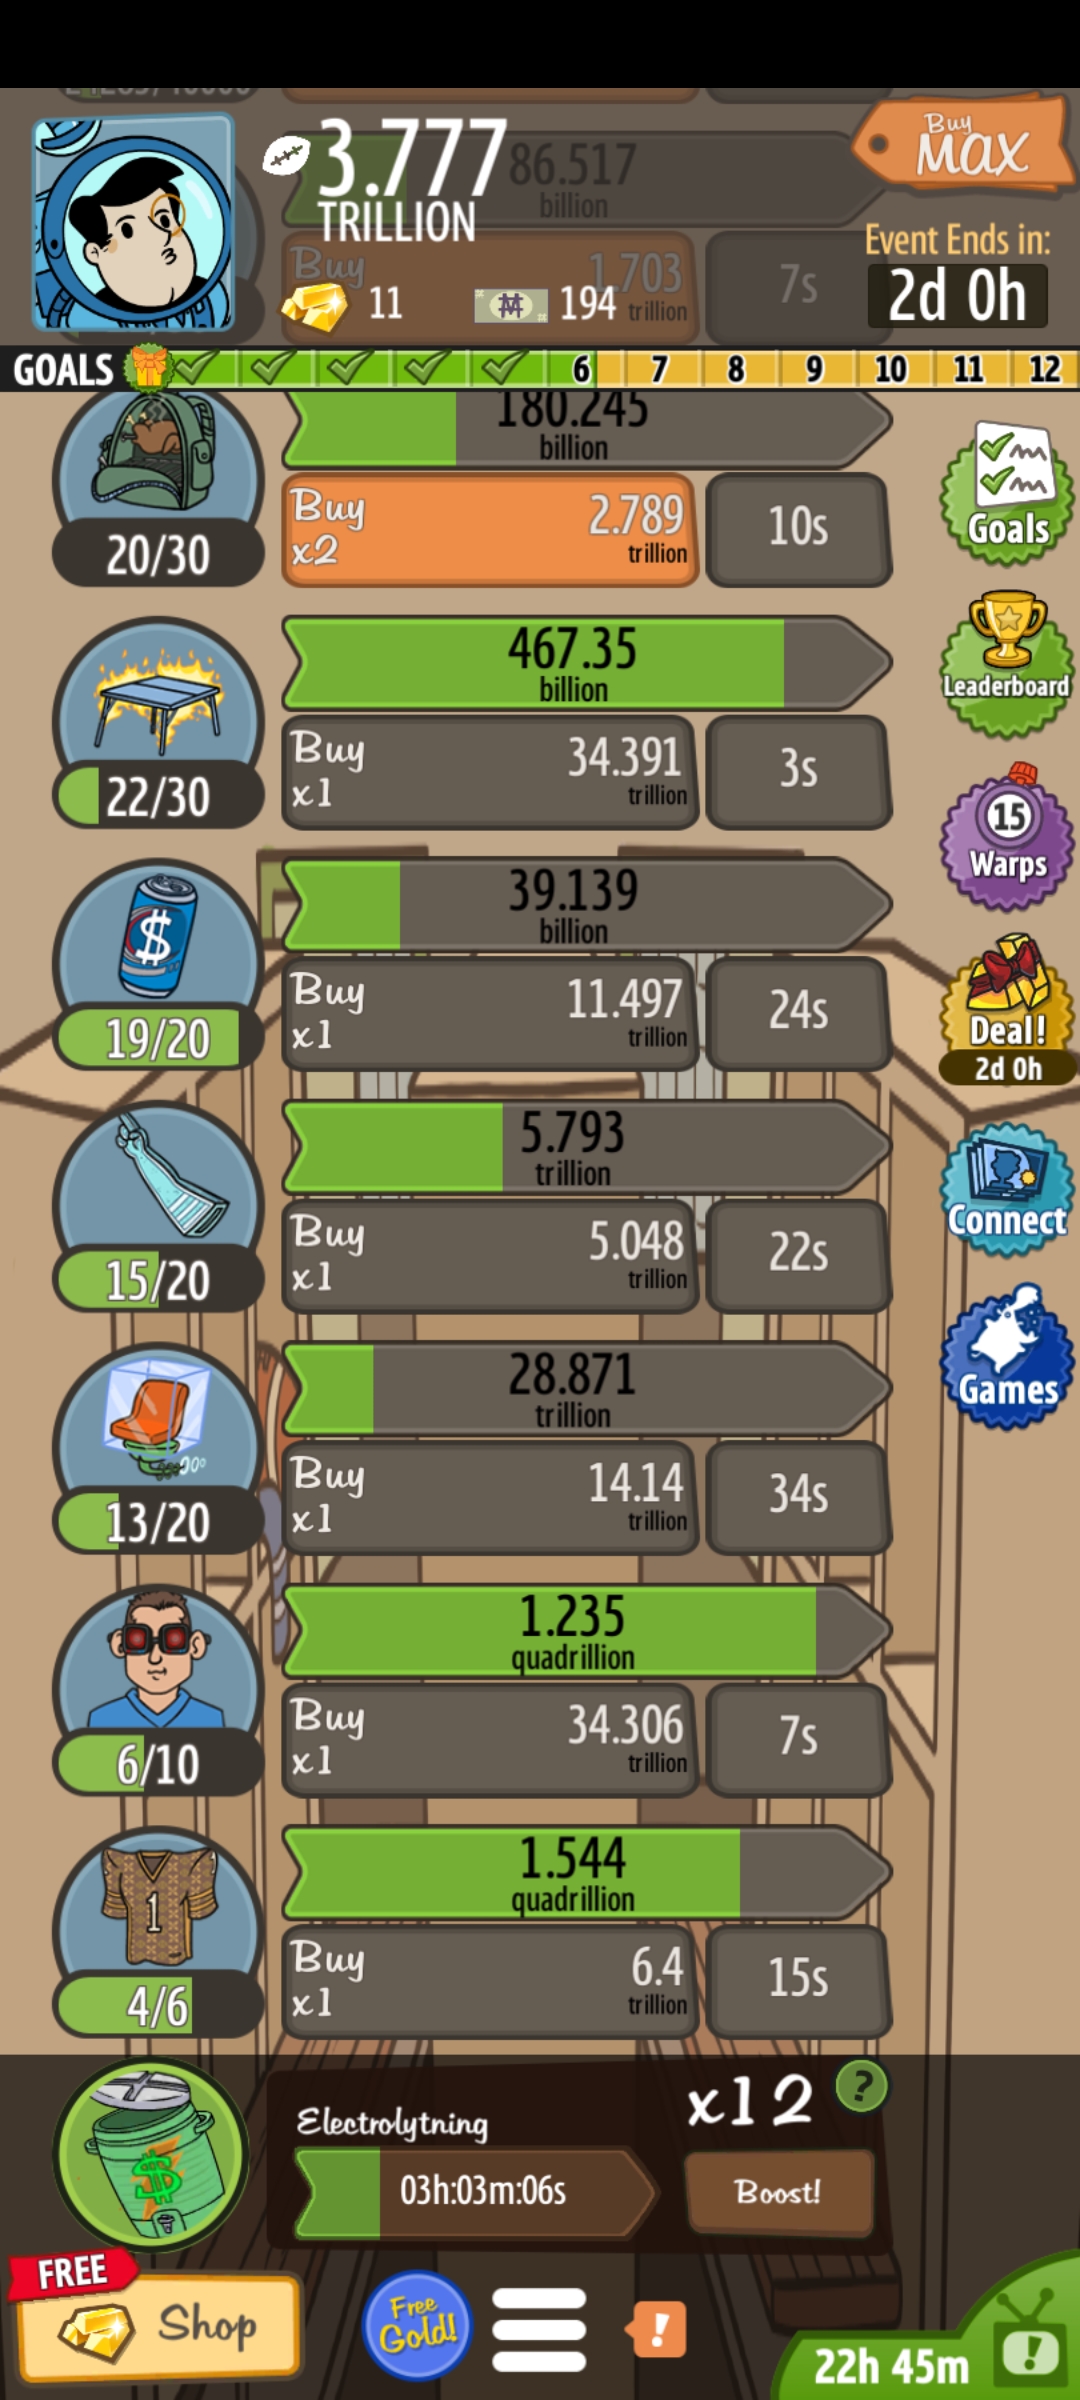 3.777
TRILLION
86.517
billion
Buy
MAX
Buy
1.703
trillion
7s
11
194
Event Ends in:
2d 0h
GOALS
6
7
8
9
10
11
12
180.245
billion
Buy
x2
2.789
trillion
10s
20/30
Goals
467.35
billion
Buy
x1
34.391
trillion
3s
22/30
Leaderboard
15
Warps
39.139
billion
$
Buy
x1
11.497
trillion
24s
19/20
Deal!
2d 0h
5.793
trillion
Buy
x1
5.048
trillion
22s
15/20
Connect
28.871
trillion
Buy
x1
14.14
trillion
34s
13/20
Games
1.235
quadrillion
Buy
x1
34.306
trillion
7s
6/10
1.544
quadrillion
1
Buy
x1
6.4
trillion
15s
4/6
Electrolytning
x12
?
$
03h:03m:06s
Boost!
FREE
Shop
Free
Gold!
!
22h 45m
!